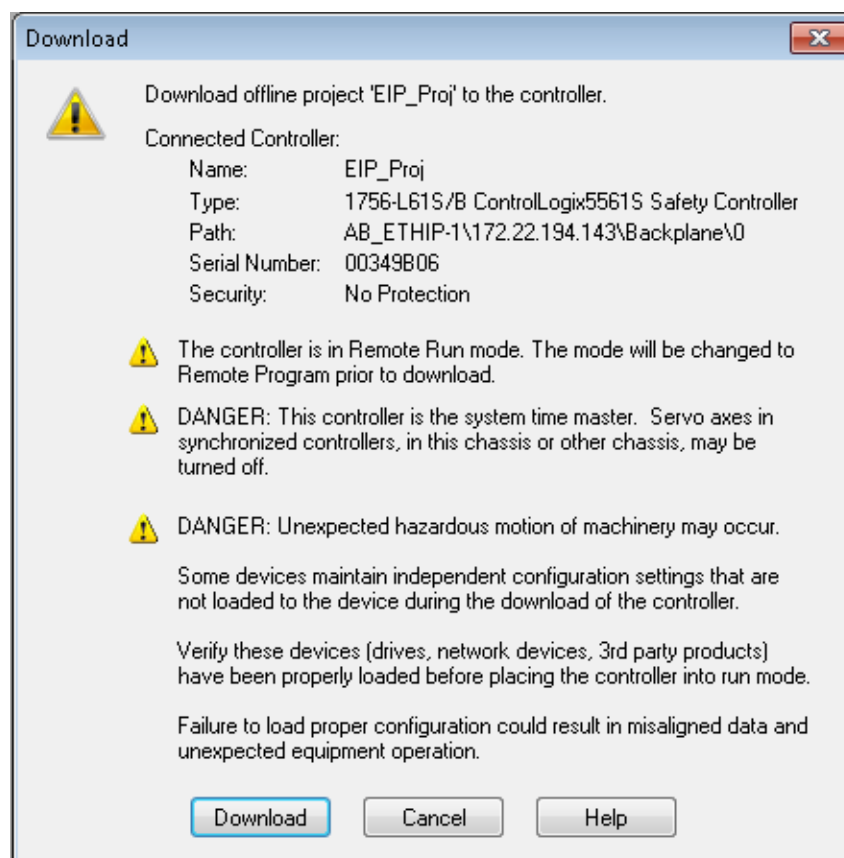 Download
Download offline project 'EIP_Proj' to the controller.
Connected Controller:
Name: EIP_Proj
Type: 1756-L61S/B ControlLogix5561S Safety Controller
Path: AB_ETHIP-1\172.22.194.143\Backplane\0
Serial Number: 00349B06
Security: No Protection
The controller is in Remote Run mode. The mode will be changed to
Remote Program prior to download.
DANGER: This controller is the system time master. Servo axes in
synchronized controllers, in this chassis or other chassis, may be
turned off.
DANGER: Unexpected hazardous motion of machinery may occur.
Some devices maintain independent configuration settings that are
not loaded to the device during the download of the controller.
Verify these devices (drives, network devices, 3rd party products)
have been properly loaded before placing the controller into run mode.
Failure to load proper configuration could result in misaligned data and
unexpected equipment operation.
Download Cancel Help